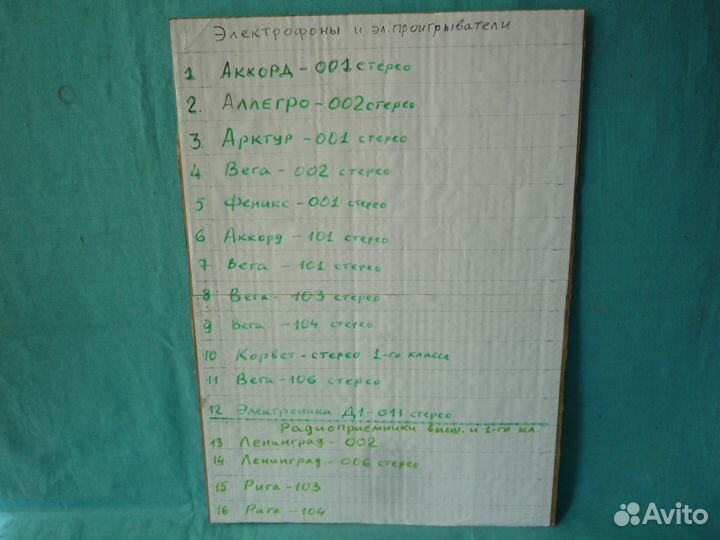 Электрофоны и эл.проигрыватели
1 Аккорд - 001 стерео
2. Аллегро - 002 стерео
3. Арктур - 001 стерео
4. Вега - 002 стерео
5 Феникс - 001 стерео
6 Аккорд - 101 стерео
7 Вега - 101 стерео
8 Вега - 103 стерео
9 Вега - 104 стерео
10 Корвет - стерео 1-го класса
11 Вега - 106 стерео
12 Электроника Д1-011 стерео
Радиоприемники высш. и 1-го кл.
13 Ленинград - 002
14 Ленинград - 006 стерео
15 Рига - 103
16 Рига - 104
Avito